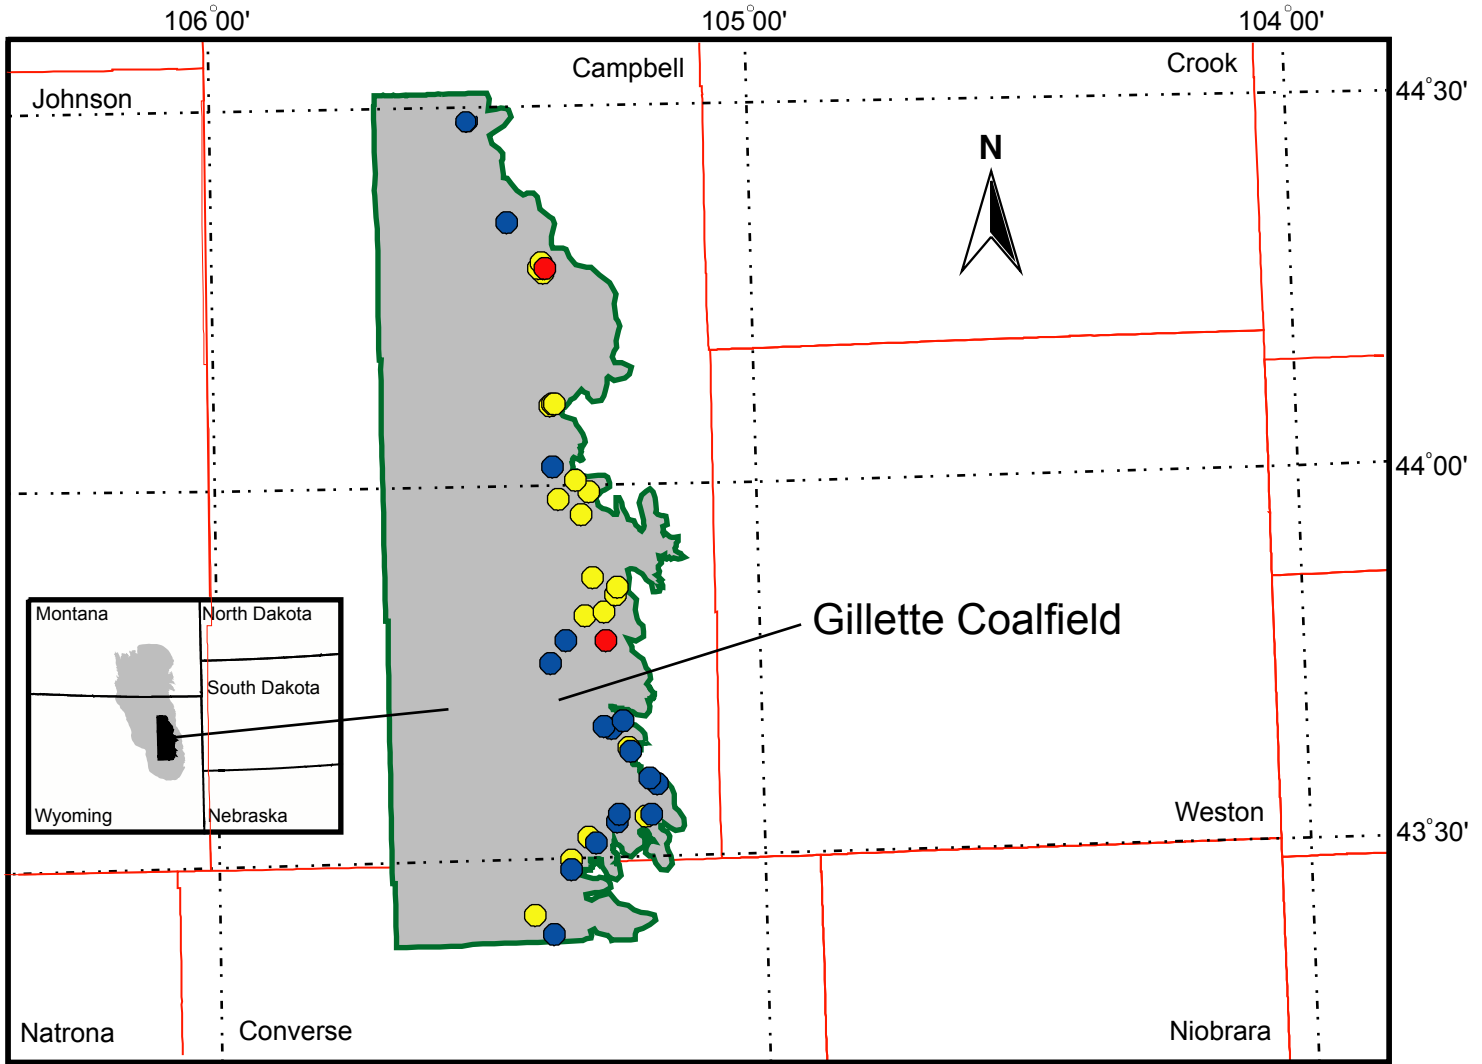 106°00'
105°00'
104°00'
Campbell
Crook
Johnson
44°30'
N
44°00'
Montana
North Dakota
Gillette Coalfield
South Dakota
Wyoming
Nebraska
Weston
43°30'
Natrona
Converse
Niobrara